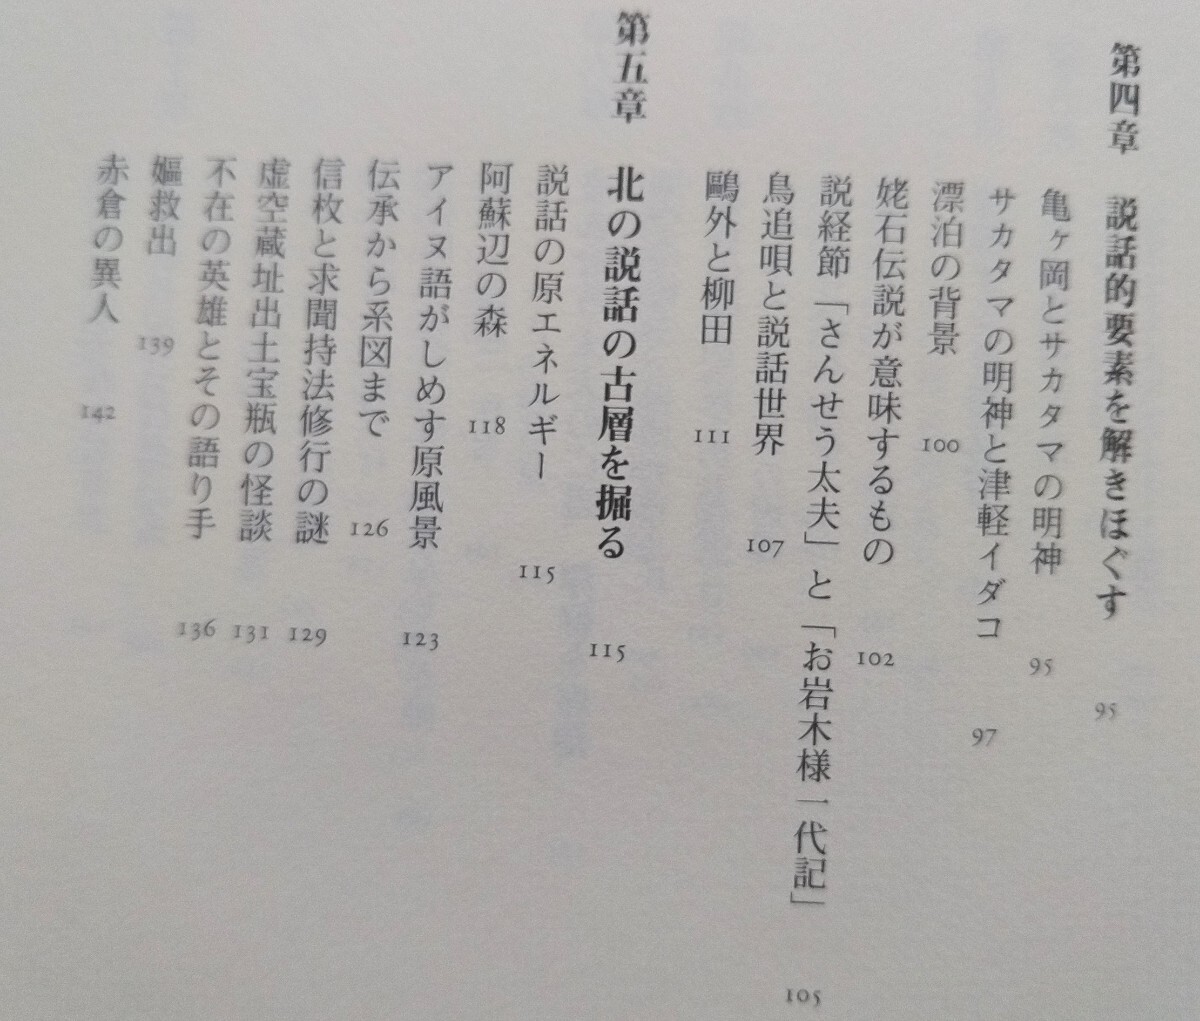 第四章 説話的要素を解きほぐす 95
亀ヶ岡とサカタマの明神 95
サカタマの明神と津軽イダコ 97
漂泊の背景 100
姥石伝説が意味するもの 102
説経節「さんせう太夫」と「お岩木様一代記」 105
鳥追唄と説話世界 107
鷗外と柳田 111
第五章 北の説話の古層を掘る 115
説話の原エネルギー 115
阿蘇辺の森 118
アイヌ語がしめす原風景 123
伝承から系図まで 126
信枚と求聞持法修行の謎 129
虚空蔵址出土宝瓶の怪談 131
不在の英雄とその語り手 136
嫗救出 139
赤倉の異人 142